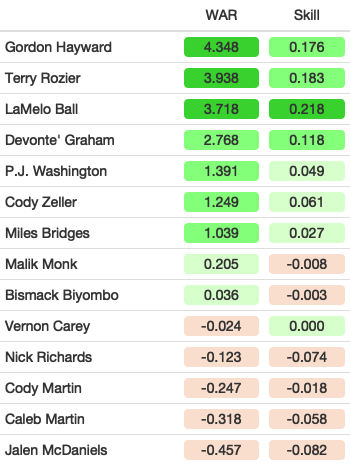 WAR Skill
Gordon Hayward 4.348 0.176
Terry Rozier 3.938 0.183
LaMelo Ball 3.718 0.218
Devonte' Graham 2.768 0.118
P.J. Washington 1.391 0.049
Cody Zeller 1.249 0.061
Miles Bridges 1.039 0.027
Malik Monk 0.205 -0.008
Bismack Biyombo 0.036 -0.003
Vernon Carey -0.024 0.000
Nick Richards -0.123 -0.074
Cody Martin -0.247 -0.018
Caleb Martin -0.318 -0.058
Jalen McDaniels -0.457 -0.082